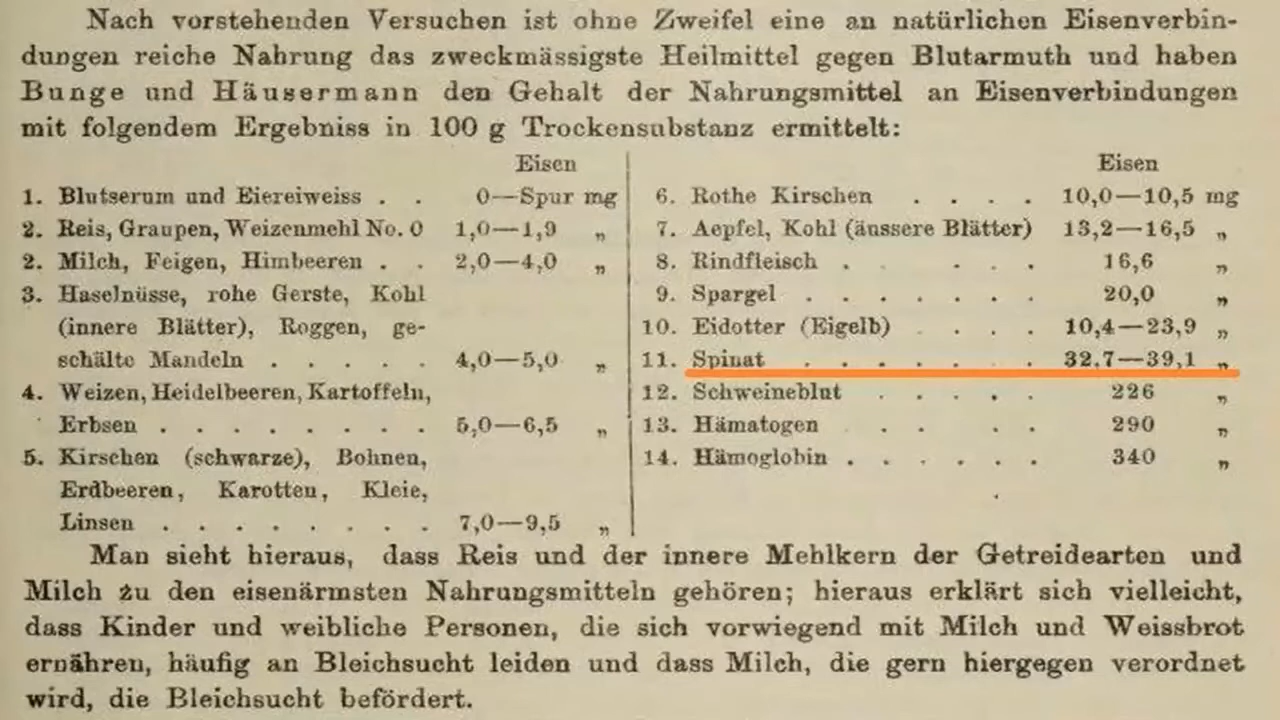 Nach vorstehenden Versuchen ist ohne Zweifel eine an natürlichen Eisenverbin-
dungen reiche Nahrung das zweckmässigste Heilmittel gegen Blutarmuth und haben
Bunge und Häusermann den Gehalt der Nahrungsmittel an Eisenverbindungen
mit folgendem Ergebniss in 100 g Trockensubstanz ermittelt:
Eisen
1. Blutserum und Eiereiweiss . . 0—Spur mg
2. Reis, Graupen, Weizenmehl No. 0 1,0—1,9 „
2. Milch, Feigen, Himbeeren . . 2,0—4,0 „
3. Haselnüsse, rohe Gerste, Kohl
(innere Blätter), Roggen, ge-
schälte Mandeln . . . . . 4,0—5,0 „
4. Weizen, Heidelbeeren, Kartoffeln,
Erbsen . . . . . . . . 5,0—6,5 „
5. Kirschen (schwarze), Bohnen,
Erdbeeren, Karotten, Kleie,
Linsen . . . . . . . . 7,0—9,5 „
Eisen
6. Rothe Kirschen . . . . 10,0—10,5 mg
7. Aepfel, Kohl (äussere Blätter) 13,2—16,5 „
8. Rindfleisch . . . . 16,6 „
9. Spargel . . . . . . . 20,0 „
10. Eidotter (Eigelb) . . . . 10,4—23,9 „
11. Spinat . . . . . . 32,7—39,1 „
12. Schweineblut . . . . . 226 „
13. Hämatogen . . . . 290 „
14. Hämoglobin . . . . . . 340 „
Man sieht hieraus, dass Reis und der innere Mehlkern der Getreidearten und
Milch zu den eisenärmsten Nahrungsmitteln gehören; hieraus erklärt sich vielleicht,
dass Kinder und weibliche Personen, die sich vorwiegend mit Milch und Weissbrot
ernähren, häufig an Bleichsucht leiden und dass Milch, die gern hiergegen verordnet
wird, die Bleichsucht befördert.